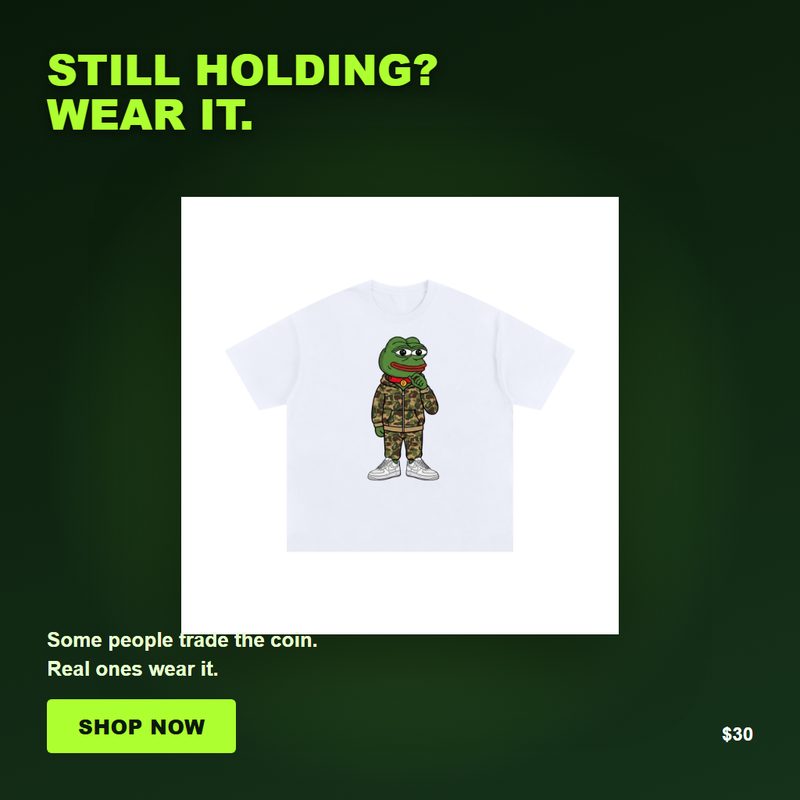 STILL HOLDING?
WEAR IT.
Some people trade the coin.
Real ones wear it.
SHOP NOW
$30